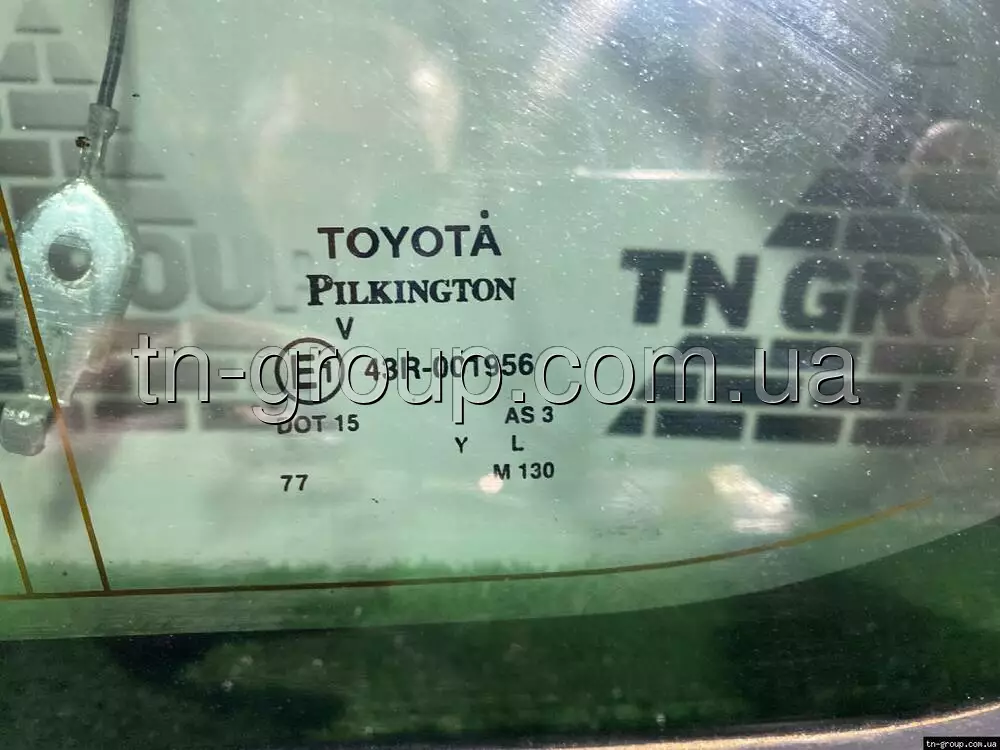 TOYOTA
PILKINGTON
V
E1 43R-001956
DOT 15 AS 3
Y L
77 M 130
TN GRO
GROUP
tn-group.com.ua
tn-group.com.ua